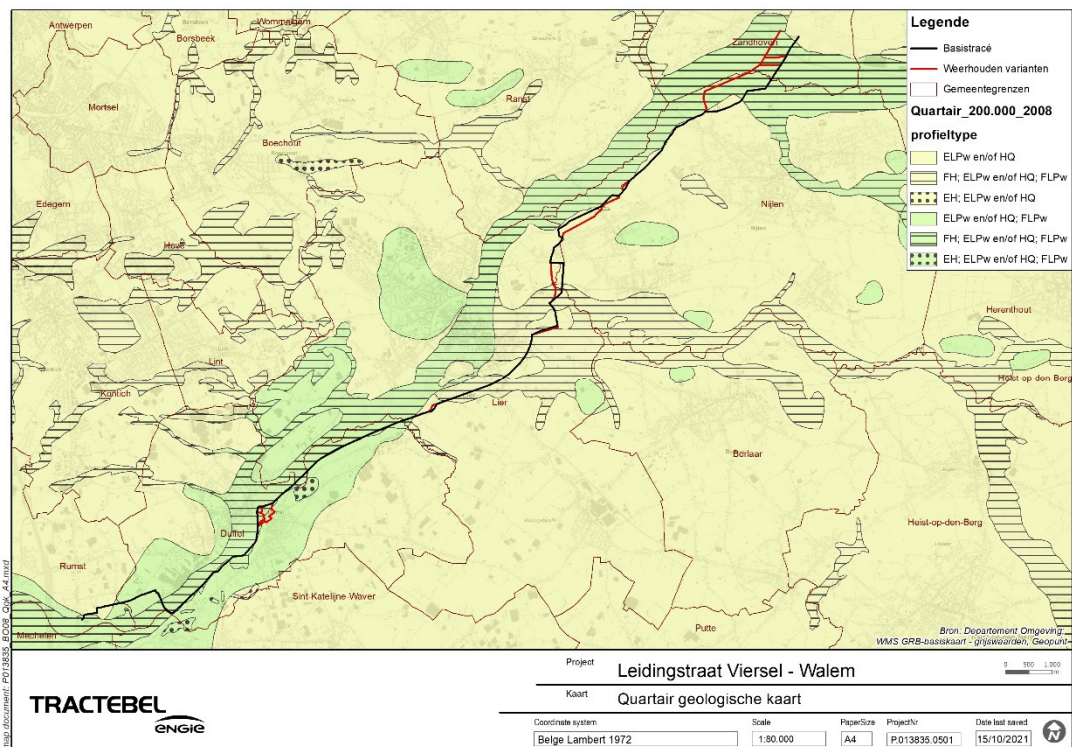 Antwerpen
Wommelgem
Borsbeek
Zandhoven
Mortsel
Ranst
Boechout
Edegem
Nijlen
Nijlen
Hove
Herenthout
Lint
Kontich
Heist op den Berg
Lier
Berlaar
Heist-op-den-Berg
Duffel
Rumst
Sint-Katelijne-Waver
Mechelen
Putte
Legende
Basistracé
Weerhouden varianten
Gemeentegrenzen
Quartair_200.000_2008
profieltype
ELPw en/of HQ
FH; ELPw en/of HQ; FLPw
EH; ELPw en/of HQ
ELPw en/of HQ; FLPw
FH; ELPw en/of HQ; FLPw
EH; ELPw en/of HQ; FLPw
Bron: Departement Omgeving;
WMS GRB-basiskaart - grijswaarden, Geopunt
TRACTEBEL
ENGIE
Project
Leidingstraat Viersel - Walem
0 500 1.000
Kaart
Quartair geologische kaart
Coordinate system
Belge Lambert 1972
Scale
1:80.000
PaperSize
A4
ProjectNr
P.013835.0501
Date last saved
15/10/2021